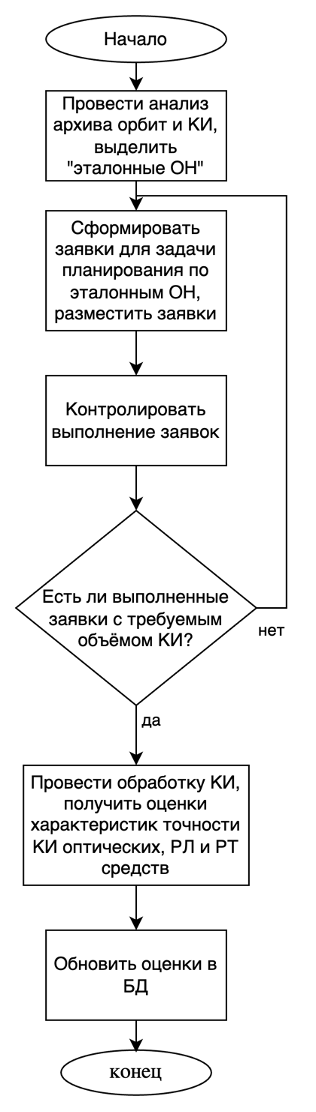 Начало
Провести анализ
архива орбит и КИ,
выделить
"эталонные ОН"
Сформировать
заявки для задачи
планирования по
эталонным ОН,
разместить заявки
Контролировать
выполнение заявок
Есть ли выполненные
заявки с требуемым
объёмом КИ?
нет
да
Провести обработку КИ,
получить оценки
характеристик точности
КИ оптических, РЛ и РТ
средств
Обновить оценки в
БД
конец